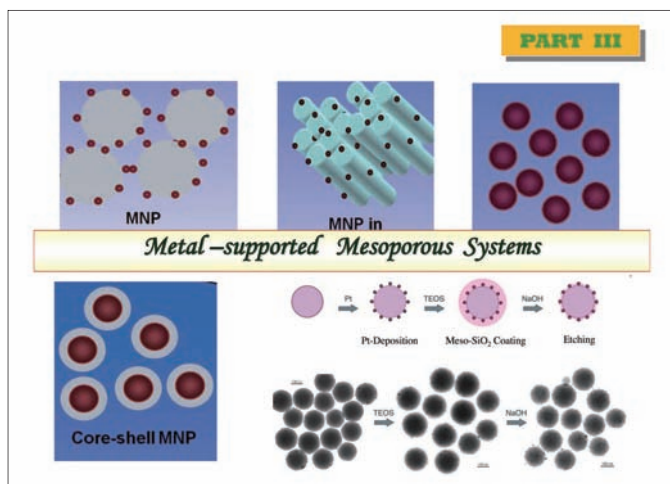 PART III
MNP
MNP in
Metal–supported Mesoporous Systems
Pt
TEOS
NaOH
Pt-Deposition
Meso-SiO₂ Coating
Etching
TEOS
NaOH
Core-shell MNP